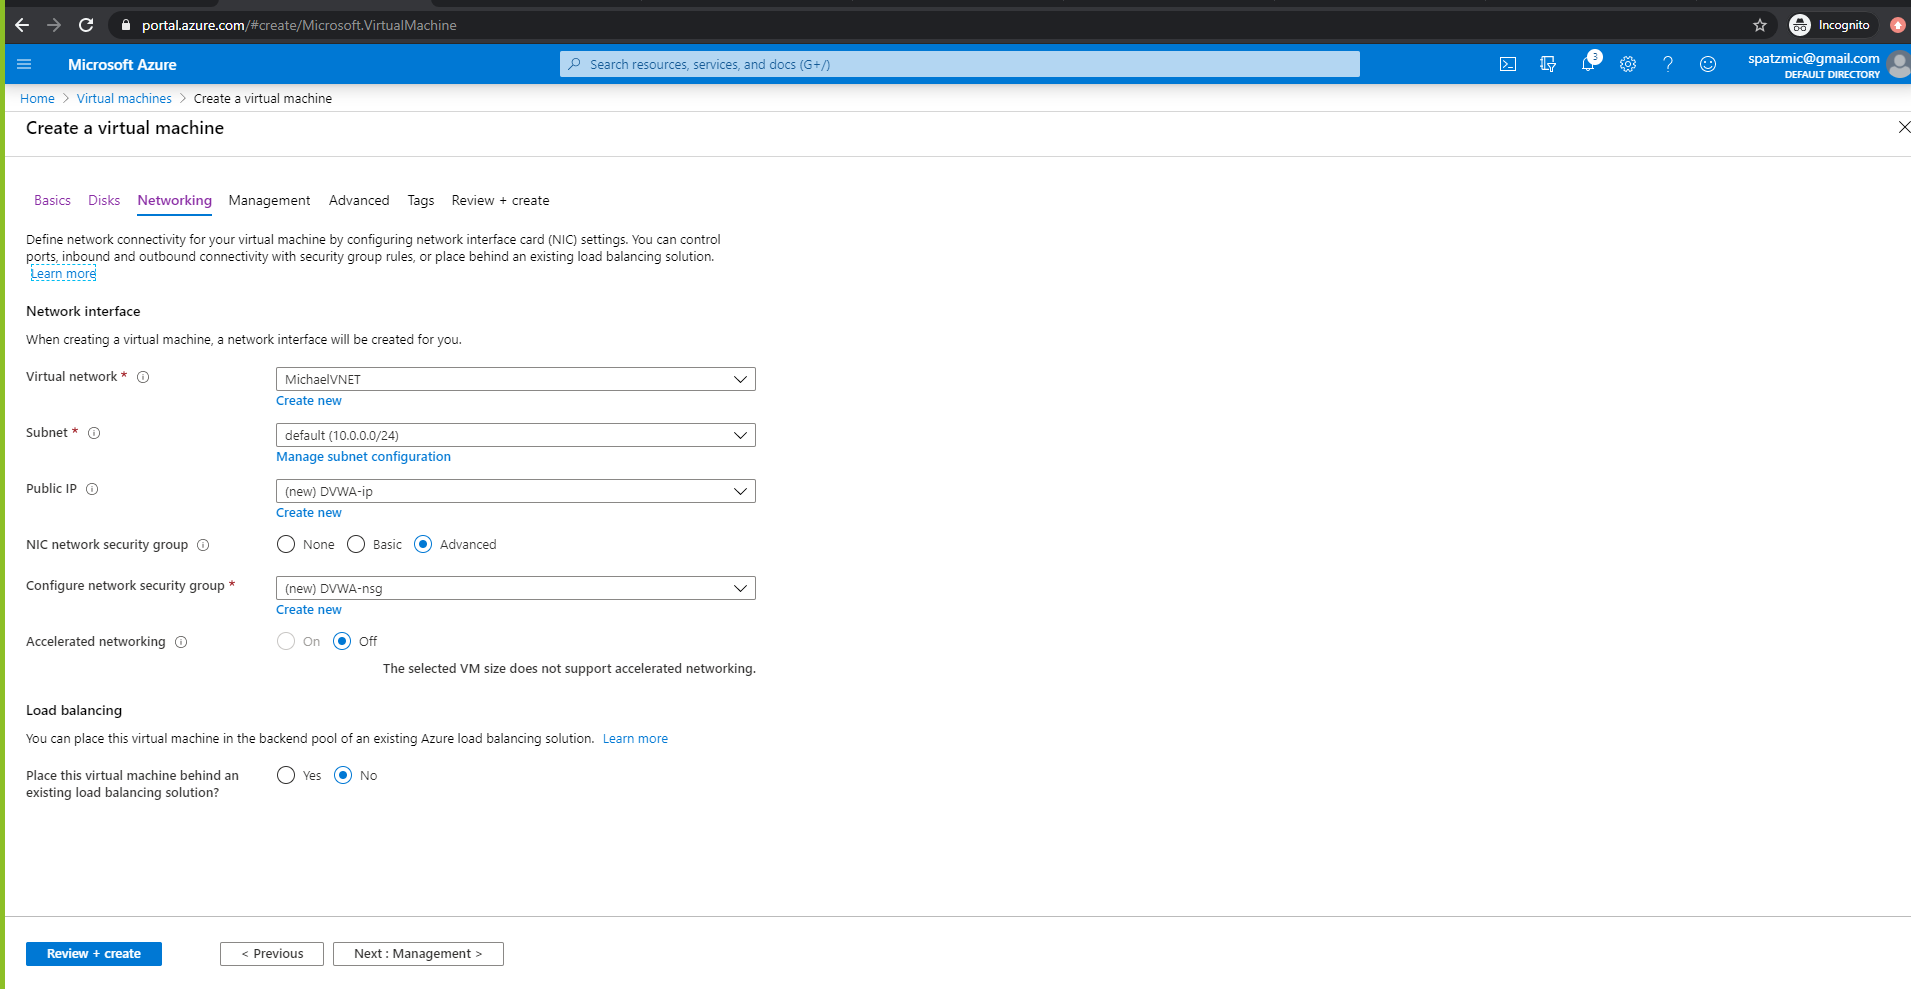 portal.azure.com/#create/Microsoft.VirtualMachine
Incognito
Microsoft Azure
Search resources, services, and docs (G+/)
3
spatzmic@gmail.com
DEFAULT DIRECTORY
Home > Virtual machines > Create a virtual machine
Create a virtual machine
Basics Disks Networking Management Advanced Tags Review + create
Define network connectivity for your virtual machine by configuring network interface card (NIC) settings. You can control
ports, inbound and outbound connectivity with security group rules, or place behind an existing load balancing solution.
Learn more
Network interface
When creating a virtual machine, a network interface will be created for you.
Virtual network * MichaelVNET
Create new
Subnet * default (10.0.0.0/24)
Manage subnet configuration
Public IP (new) DVWA-ip
Create new
NIC network security group None Basic Advanced
Configure network security group * (new) DVWA-nsg
Create new
Accelerated networking On Off
The selected VM size does not support accelerated networking.
Load balancing
You can place this virtual machine in the backend pool of an existing Azure load balancing solution. Learn more
Place this virtual machine behind an Yes No
existing load balancing solution?
Review + create < Previous Next : Management >